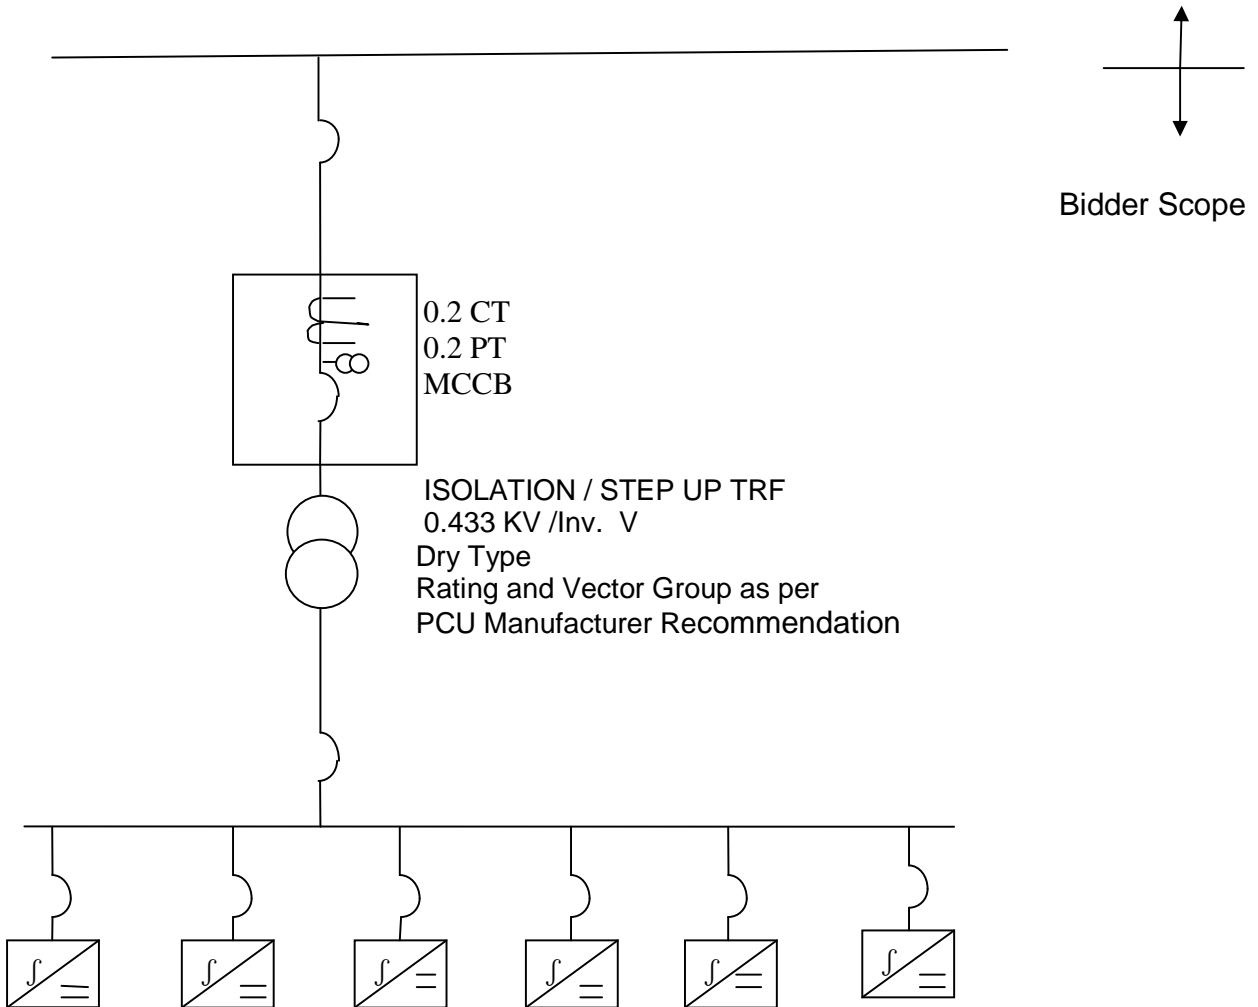 Bidder Scope
0.2 CT
0.2 PT
MCCB
ISOLATION / STEP UP TRF
0.433 KV /Inv. V
Dry Type
Rating and Vector Group as per
PCU Manufacturer Recommendation